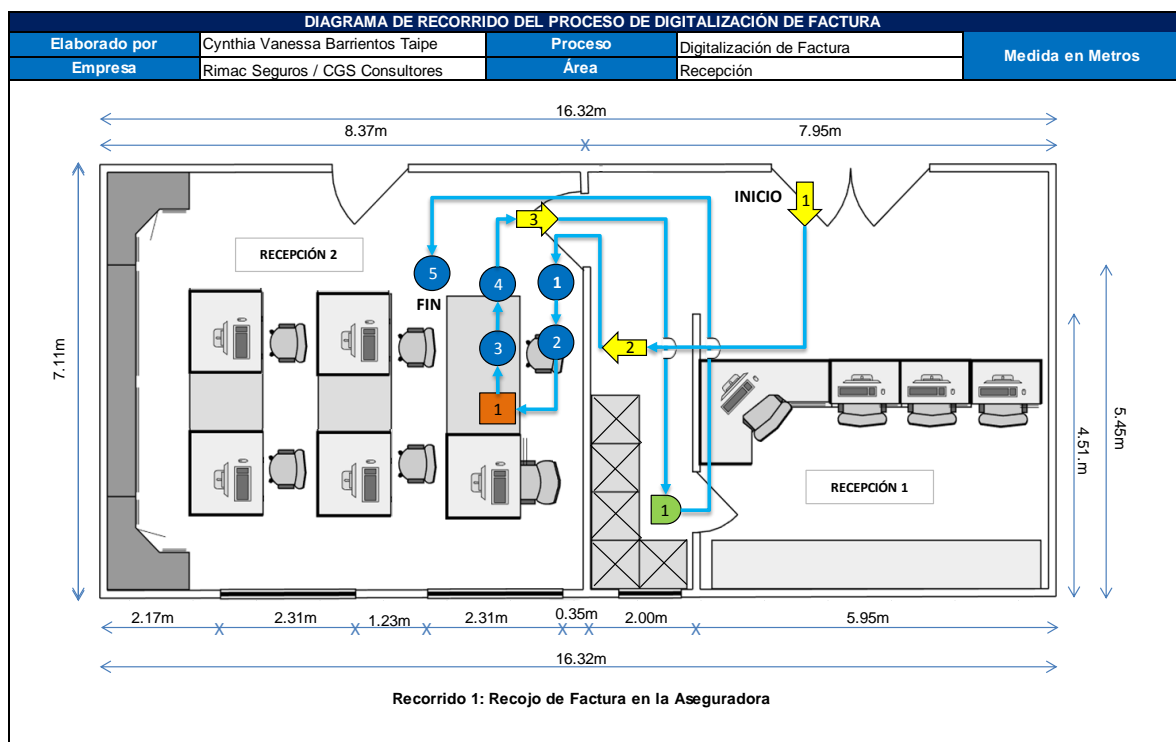 DIAGRAMA DE RECORRIDO DEL PROCESO DE DIGITALIZACIÓN DE FACTURA
Elaborado por Cynthia Vanessa Barrientos Taipe Proceso Digitalización de Factura Medida en Metros
Empresa Rimac Seguros / CGS Consultores Área Recepción
16.32m
8.37m X 7.95m
INICIO 1
3
RECEPCIÓN 2
5 4 1
FIN
3 2 2
7.11m
1
5.45m
4.51.m
RECEPCIÓN 1
1
2.17m X 2.31m X 1.23m X 2.31m X 0.35m X 2.00m X 5.95m
16.32m
Recorrido 1: Recojo de Factura en la Aseguradora